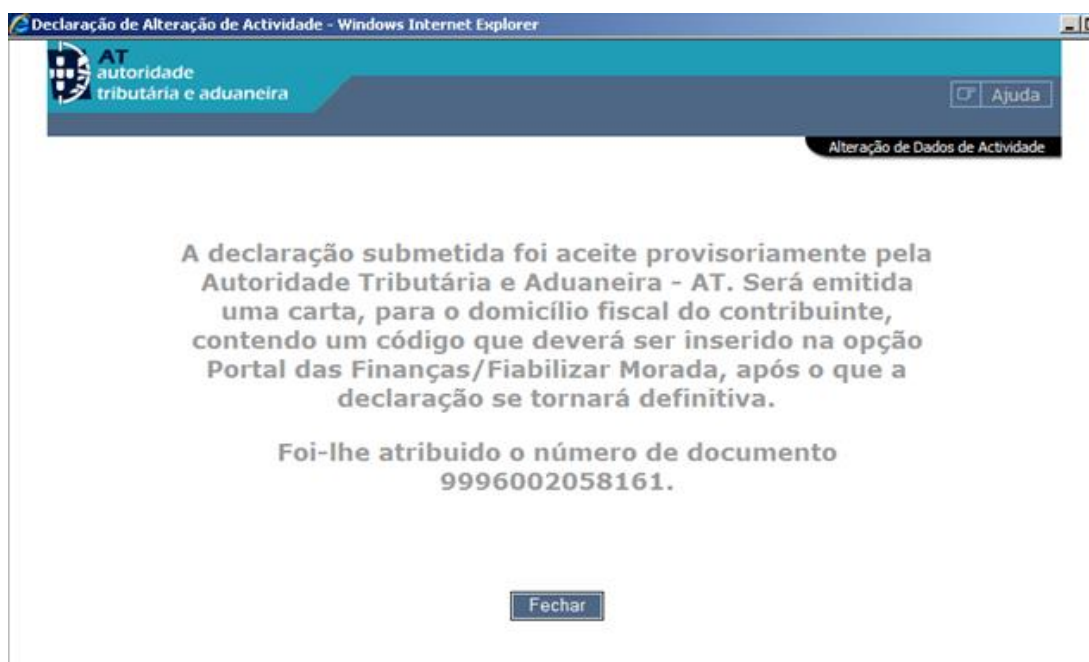 Declaração de Alteração de Actividade - Windows Internet Explorer
AT
autoridade
tributária e aduaneira
Ajuda
Alteração de Dados de Actividade
A declaração submetida foi aceite provisoriamente pela
Autoridade Tributária e Aduaneira - AT. Será emitida
uma carta, para o domicílio fiscal do contribuinte,
contendo um código que deverá ser inserido na opção
Portal das Finanças/Fiabilizar Morada, após o que a
declaração se tornará definitiva.
Foi-lhe atribuido o número de documento
9996002058161.
Fechar